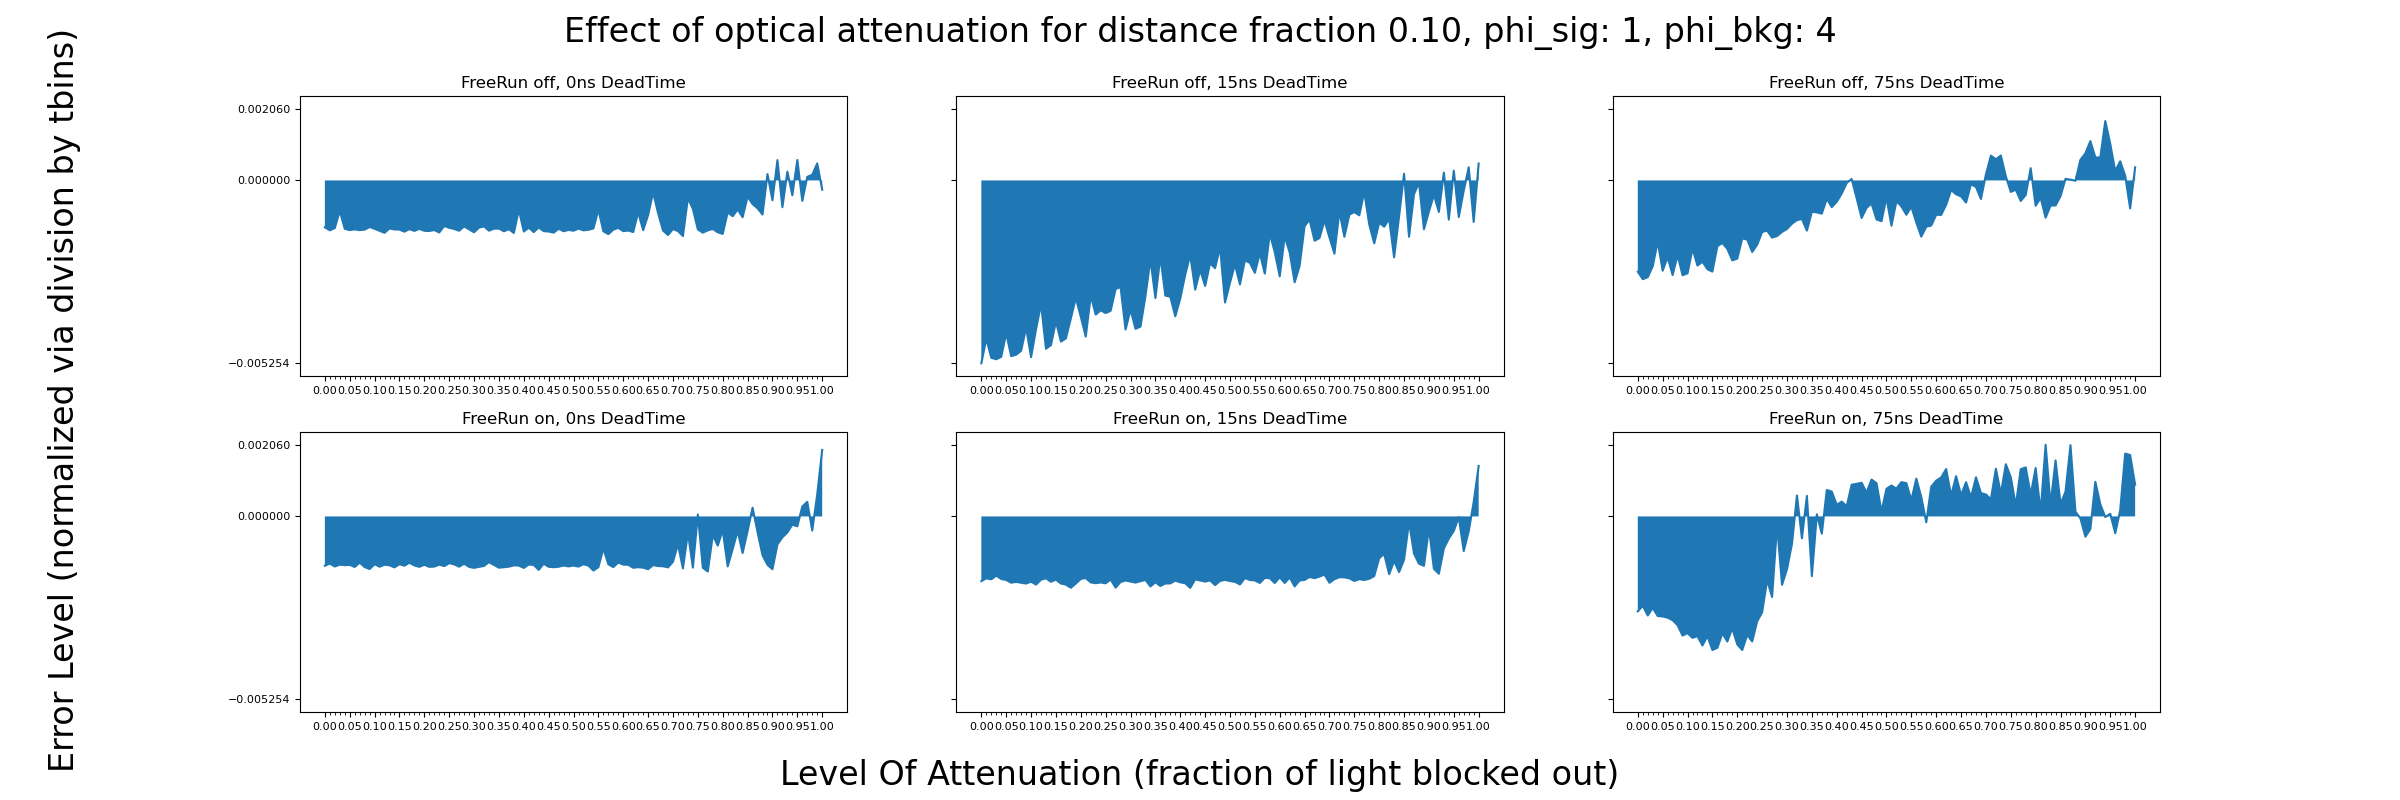 Effect of optical attenuation for distance fraction 0.10, phi_sig: 1, phi_bkg: 4
Error Level (normalized via division by tbins)
FreeRun off, 0ns DeadTime
0.002060
0.000000
−0.005254
0.00 0.05 0.10 0.15 0.20 0.25 0.30 0.35 0.40 0.45 0.50 0.55 0.60 0.65 0.70 0.75 0.80 0.85 0.90 0.95 1.00
FreeRun off, 15ns DeadTime
0.00 0.05 0.10 0.15 0.20 0.25 0.30 0.35 0.40 0.45 0.50 0.55 0.60 0.65 0.70 0.75 0.80 0.85 0.90 0.95 1.00
FreeRun off, 75ns DeadTime
0.00 0.05 0.10 0.15 0.20 0.25 0.30 0.35 0.40 0.45 0.50 0.55 0.60 0.65 0.70 0.75 0.80 0.85 0.90 0.95 1.00
FreeRun on, 0ns DeadTime
0.002060
0.000000
−0.005254
0.00 0.05 0.10 0.15 0.20 0.25 0.30 0.35 0.40 0.45 0.50 0.55 0.60 0.65 0.70 0.75 0.80 0.85 0.90 0.95 1.00
FreeRun on, 15ns DeadTime
0.00 0.05 0.10 0.15 0.20 0.25 0.30 0.35 0.40 0.45 0.50 0.55 0.60 0.65 0.70 0.75 0.80 0.85 0.90 0.95 1.00
FreeRun on, 75ns DeadTime
0.00 0.05 0.10 0.15 0.20 0.25 0.30 0.35 0.40 0.45 0.50 0.55 0.60 0.65 0.70 0.75 0.80 0.85 0.90 0.95 1.00
Level Of Attenuation (fraction of light blocked out)